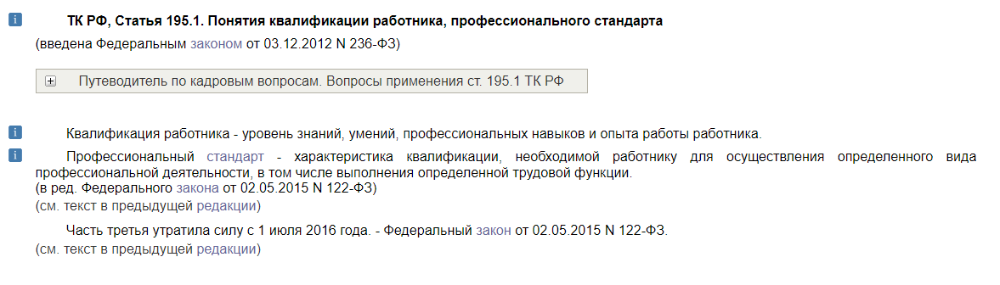 ТК РФ, Статья 195.1. Понятия квалификации работника, профессионального стандарта
(введена Федеральным законом от 03.12.2012 N 236-ФЗ)
Путеводитель по кадровым вопросам. Вопросы применения ст. 195.1 ТК РФ
Квалификация работника - уровень знаний, умений, профессиональных навыков и опыта работы работника.
Профессиональный стандарт - характеристика квалификации, необходимой работнику для осуществления определенного вида
профессиональной деятельности, в том числе выполнения определенной трудовой функции.
(в ред. Федерального закона от 02.05.2015 N 122-ФЗ)
(см. текст в предыдущей редакции)
Часть третья утратила силу с 1 июля 2016 года. - Федеральный закон от 02.05.2015 N 122-ФЗ.
(см. текст в предыдущей редакции)